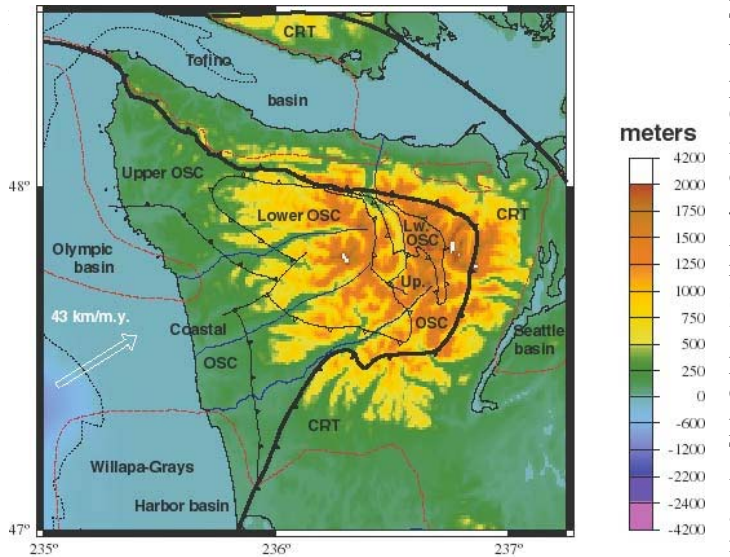 CRT
Tofino
basin
meters
4200
2000
1750
1500
1250
1000
750
500
250
0
-600
-1200
-2200
-2400
-4200
48°
Upper OSC
Lower OSC
Lw.
OSC
CRT
Olympic
basin
Up.
OSC
43 km/m.y.
Coastal
OSC
Seattle
basin
CRT
Willapa-Grays
Harbor basin
47°
235°
236°
237°